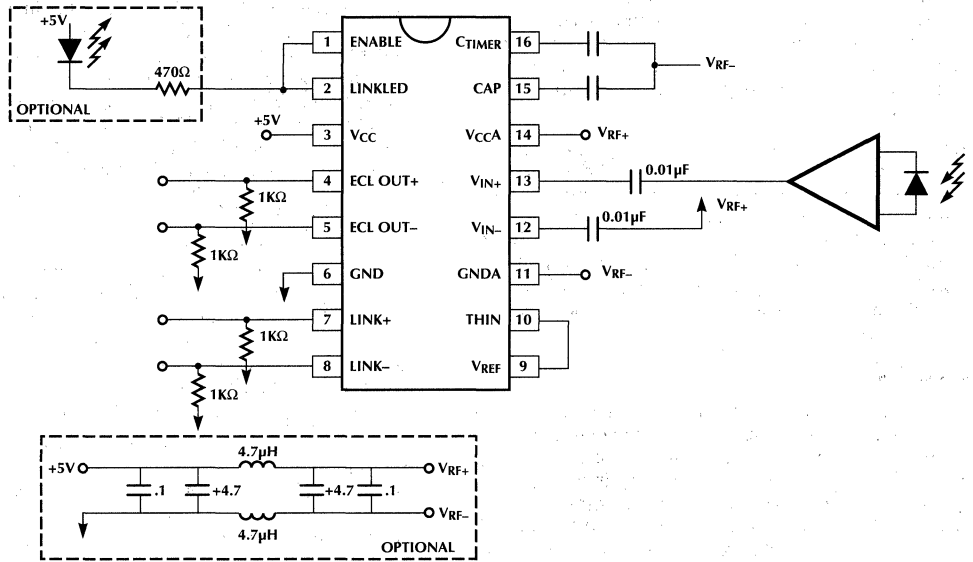 +5V
470Ω
OPTIONAL
1 ENABLE
2 LINKLED
+5V
3 VCC
4 ECL OUT+
1KΩ
5 ECL OUT–
1KΩ
6 GND
7 LINK+
1KΩ
8 LINK–
1KΩ
CTIMER 16
CAP 15
VRF–
VCCA 14
VRF+
VIN+ 13
0.01µF
VIN– 12
0.01µF
VRF+
GNDA 11
VRF–
THIN 10
VREF 9
4.7µH
+5V
VRF+
.1
+4.7
+4.7
.1
VRF–
4.7µH
OPTIONAL